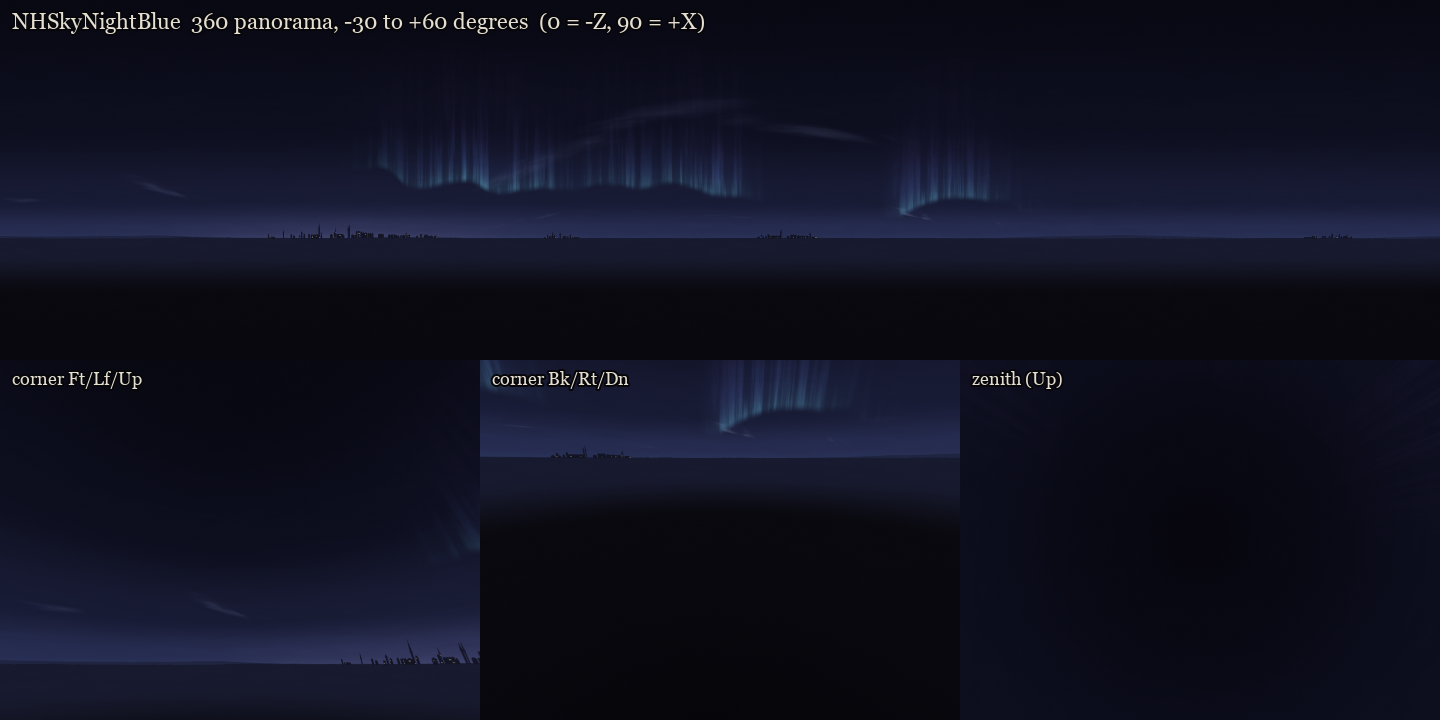 NHSkyNightBlue 360 panorama, -30 to +60 degrees (0 = -Z, 90 = +X)
corner Ft/Lf/Up
corner Bk/Rt/Dn
zenith (Up)